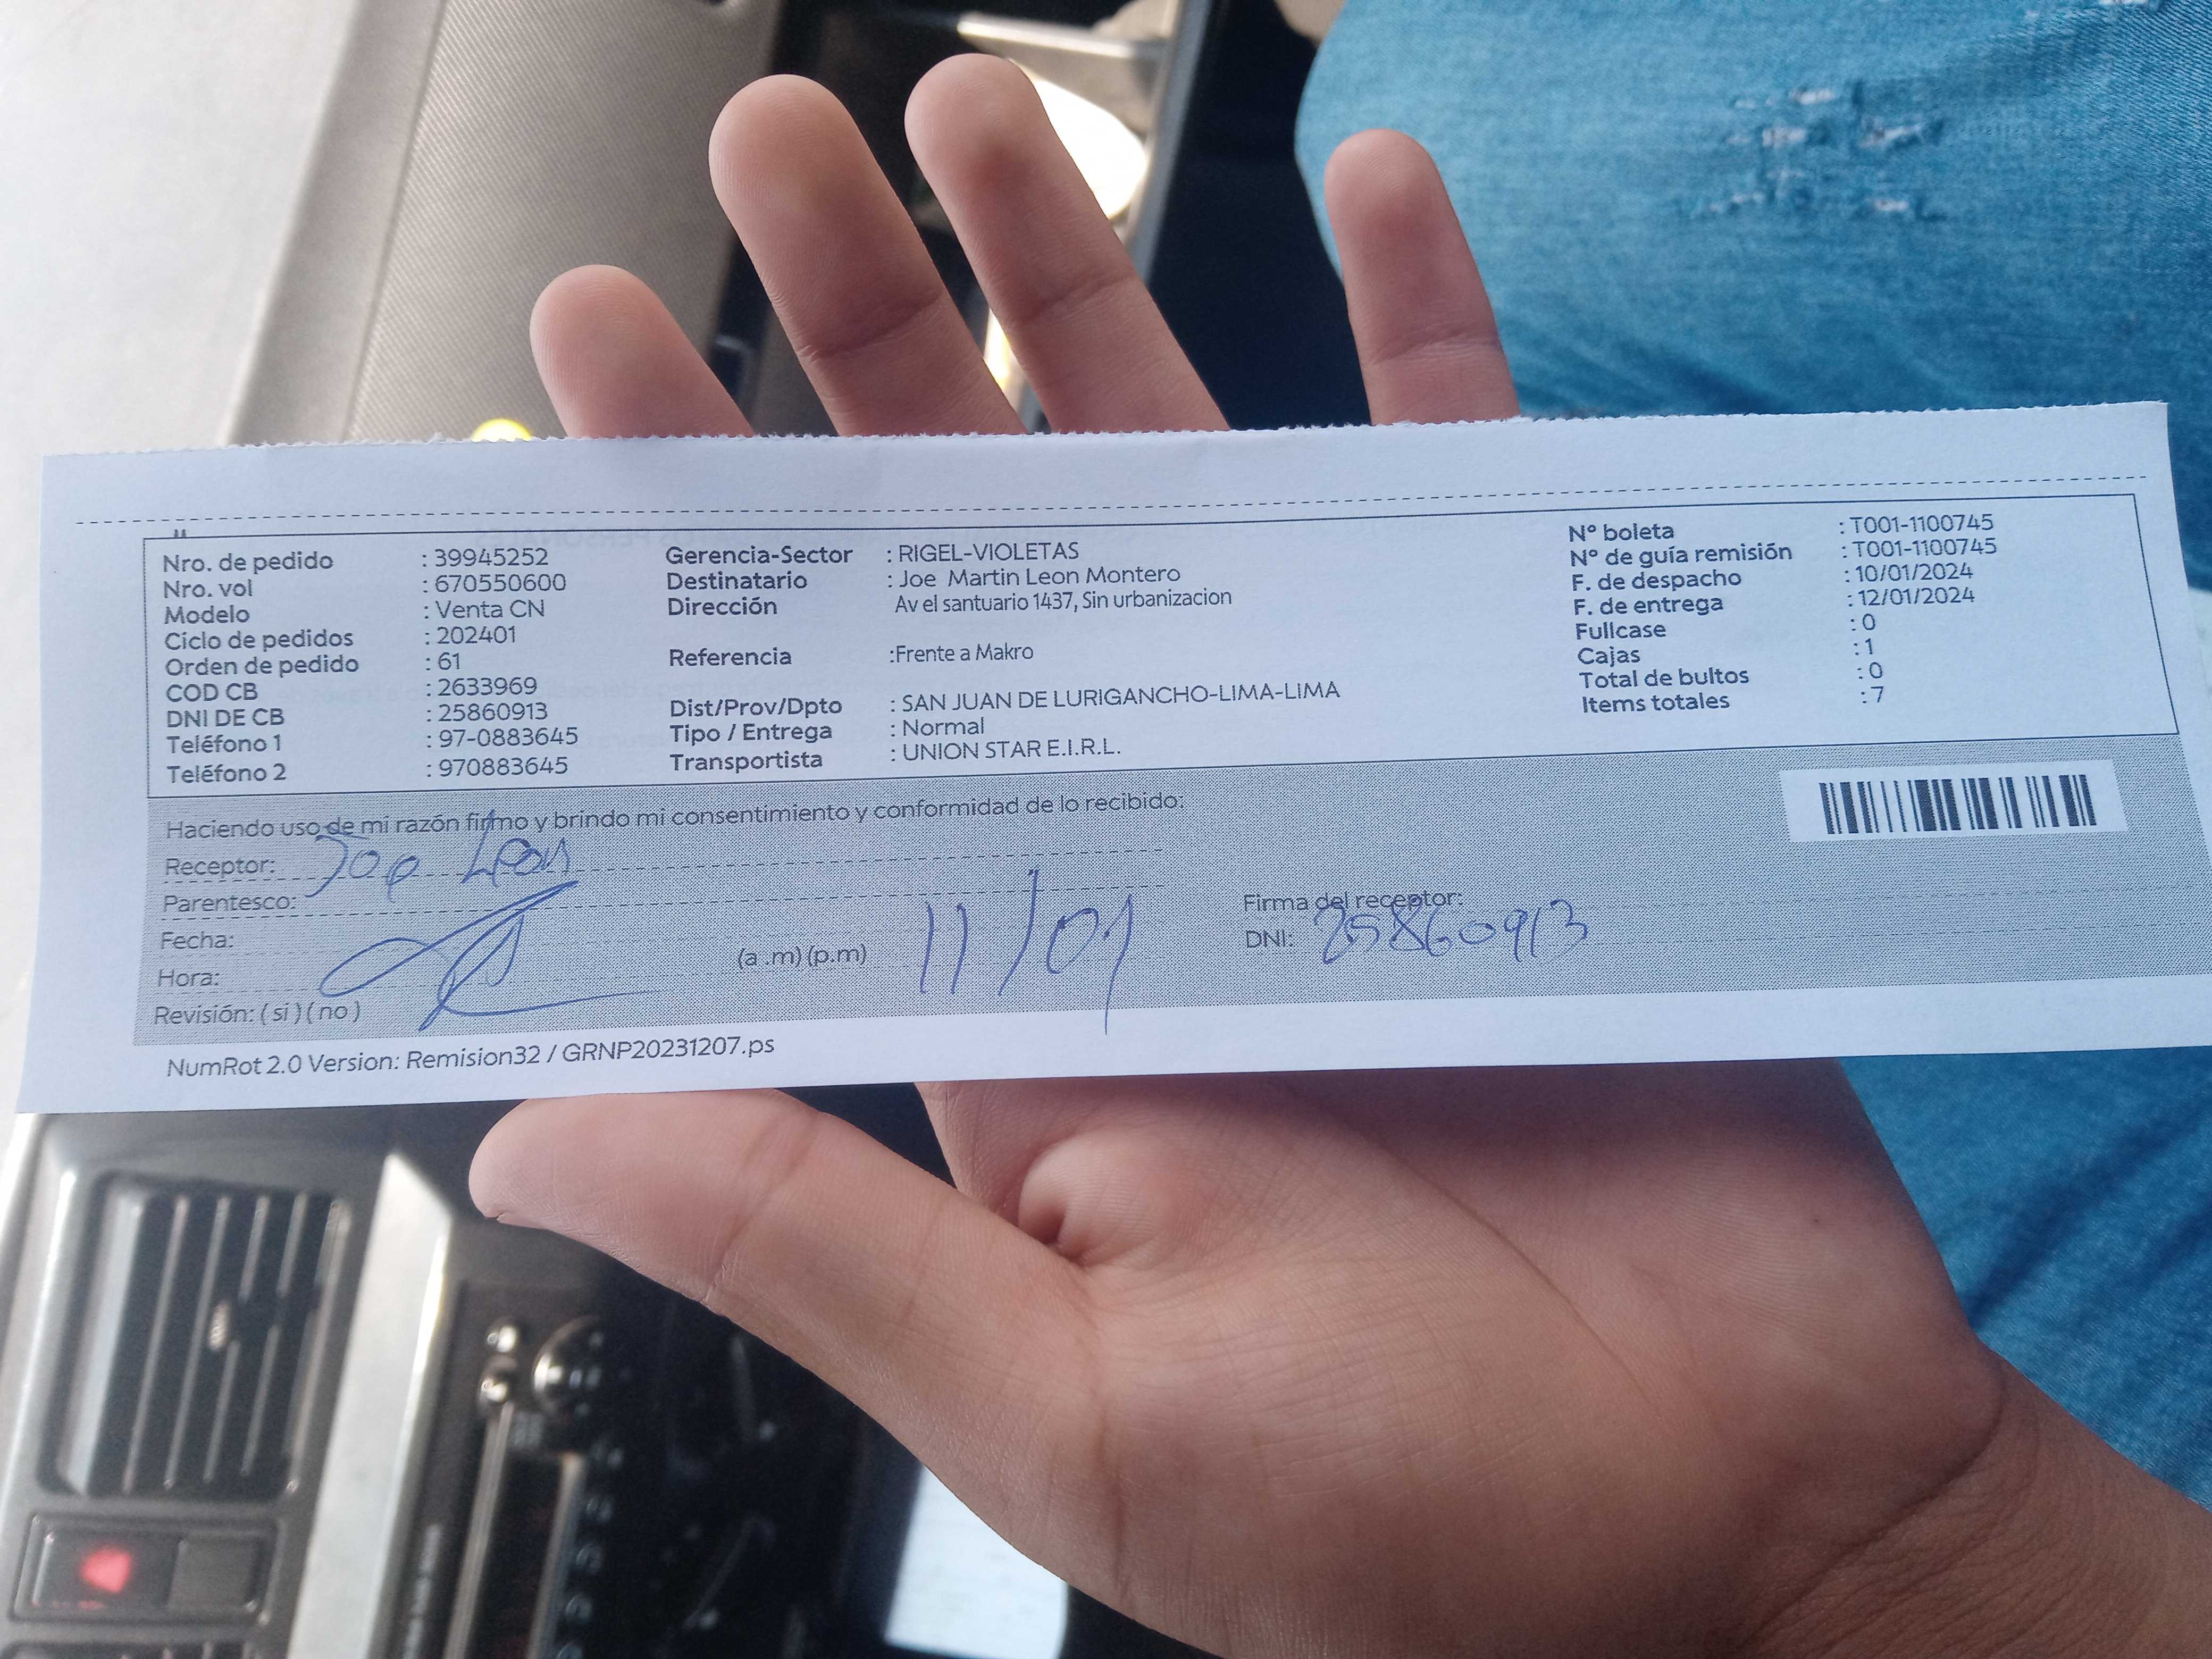 Nro. de pedido : 39945252 Gerencia-Sector : RIGEL-VIOLETAS Nº boleta : T001-1100745
Nro. vol : 670550600 Destinatario : Joe Martin Leon Montero Nº de guía remisión : T001-1100745
Modelo : Venta CN Dirección Av el santuario 1437, Sin urbanizacion F. de despacho : 10/01/2024
Ciclo de pedidos : 202401 F. de entrega : 12/01/2024
Orden de pedido : 61 Referencia :Frente a Makro Fullcase : 0
COD CB : 2633969 Cajas : 1
DNI DE CB : 25860913 Dist/Prov/Dpto : SAN JUAN DE LURIGANCHO-LIMA-LIMA Total de bultos : 0
Teléfono 1 : 97-0883645 Tipo / Entrega : Normal Items totales : 7
Teléfono 2 : 970883645 Transportista : UNION STAR E.I.R.L.
Haciendo uso de mi razón firmo y brindo mi consentimiento y conformidad de lo recibido:
Receptor: Joe Leon
Parentesco: Firma del receptor:
Fecha: 11/01 DNI: 25860913
Hora: (a .m) (p.m)
Revisión: ( si ) ( no )
NumRot 2.0 Version: Remision32 / GRNP20231207.ps